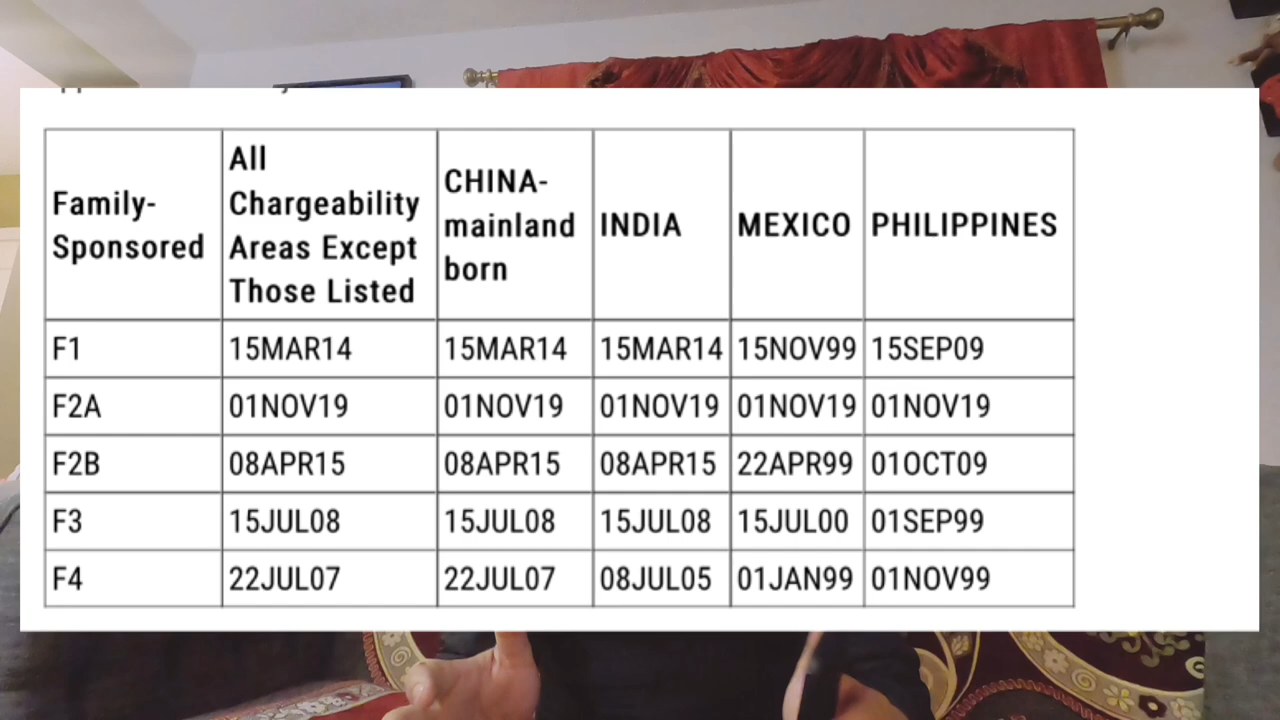 Family-
Sponsored
All
Chargeability
Areas Except
Those Listed
CHINA-
mainland
born
INDIA
MEXICO
PHILIPPINES
F1 15MAR14 15MAR14 15MAR14 15NOV99 15SEP09
F2A 01NOV19 01NOV19 01NOV19 01NOV19 01NOV19
F2B 08APR15 08APR15 08APR15 22APR99 01OCT09
F3 15JUL08 15JUL08 15JUL08 15JUL00 01SEP99
F4 22JUL07 22JUL07 08JUL05 01JAN99 01NOV99